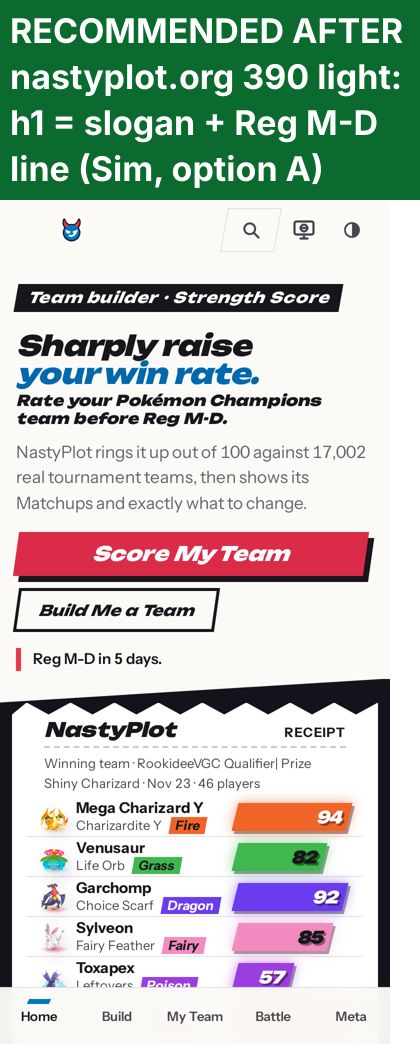 RECOMMENDED AFTER
nastyplot.org 390 light:
h1 = slogan + Reg M-D
line (Sim, option A)
Team builder · Strength Score
Sharply raise
your win rate.
Rate your Pokémon Champions
team before Reg M-D.
NastyPlot rings it up out of 100 against 17,002
real tournament teams, then shows its
Matchups and exactly what to change.
Score My Team
Build Me a Team
Reg M-D in 5 days.
NastyPlot RECEIPT
Winning team · RookideeVGC Qualifier| Prize
Shiny Charizard · Nov 23 · 46 players
Mega Charizard Y
Charizardite Y Fire
94
Venusaur
Life Orb Grass
82
Garchomp
Choice Scarf Dragon
92
Sylveon
Fairy Feather Fairy
85
Toxapex
Leftovers Poison
57
Home Build My Team Battle Meta